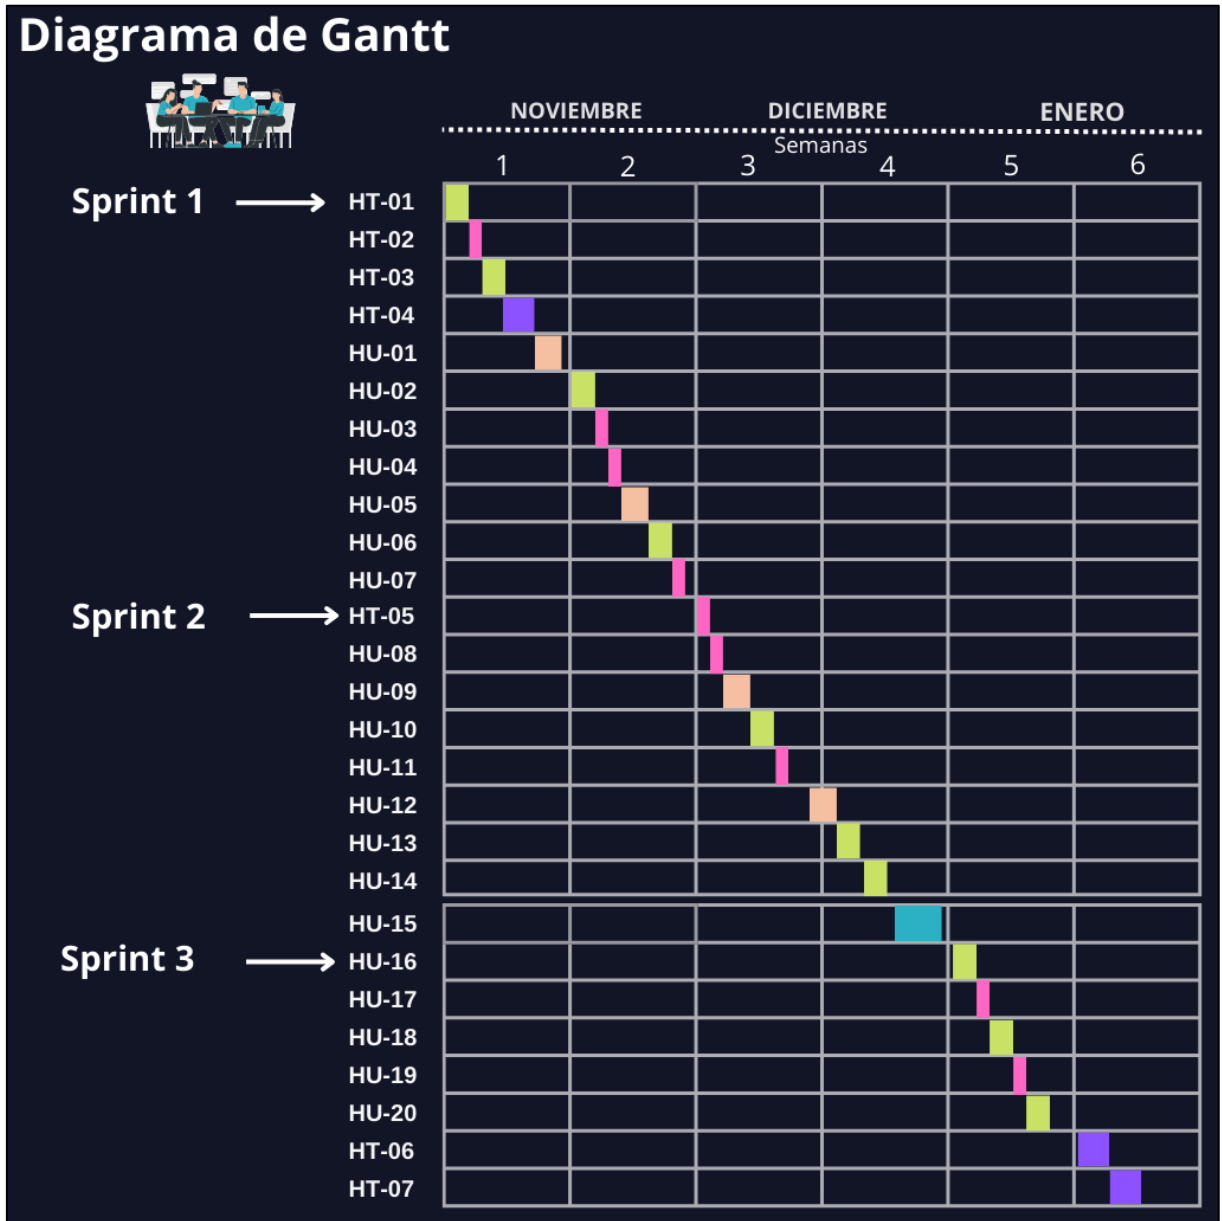 Diagrama de Gantt
NOVIEMBRE DICIEMBRE ENERO
Semanas
1 2 3 4 5 6
Sprint 1 HT-01
HT-02
HT-03
HT-04
HU-01
HU-02
HU-03
HU-04
HU-05
HU-06
HU-07
Sprint 2 HT-05
HU-08
HU-09
HU-10
HU-11
HU-12
HU-13
HU-14
HU-15
Sprint 3 HU-16
HU-17
HU-18
HU-19
HU-20
HT-06
HT-07